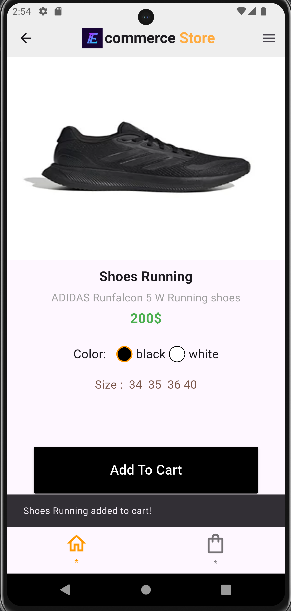 2:54
E commerce Store
Shoes Running
ADIDAS Runfalcon 5 W Running shoes
200$
Color: black white
Size : 34 35 36 40
Add To Cart
Shoes Running added to cart!